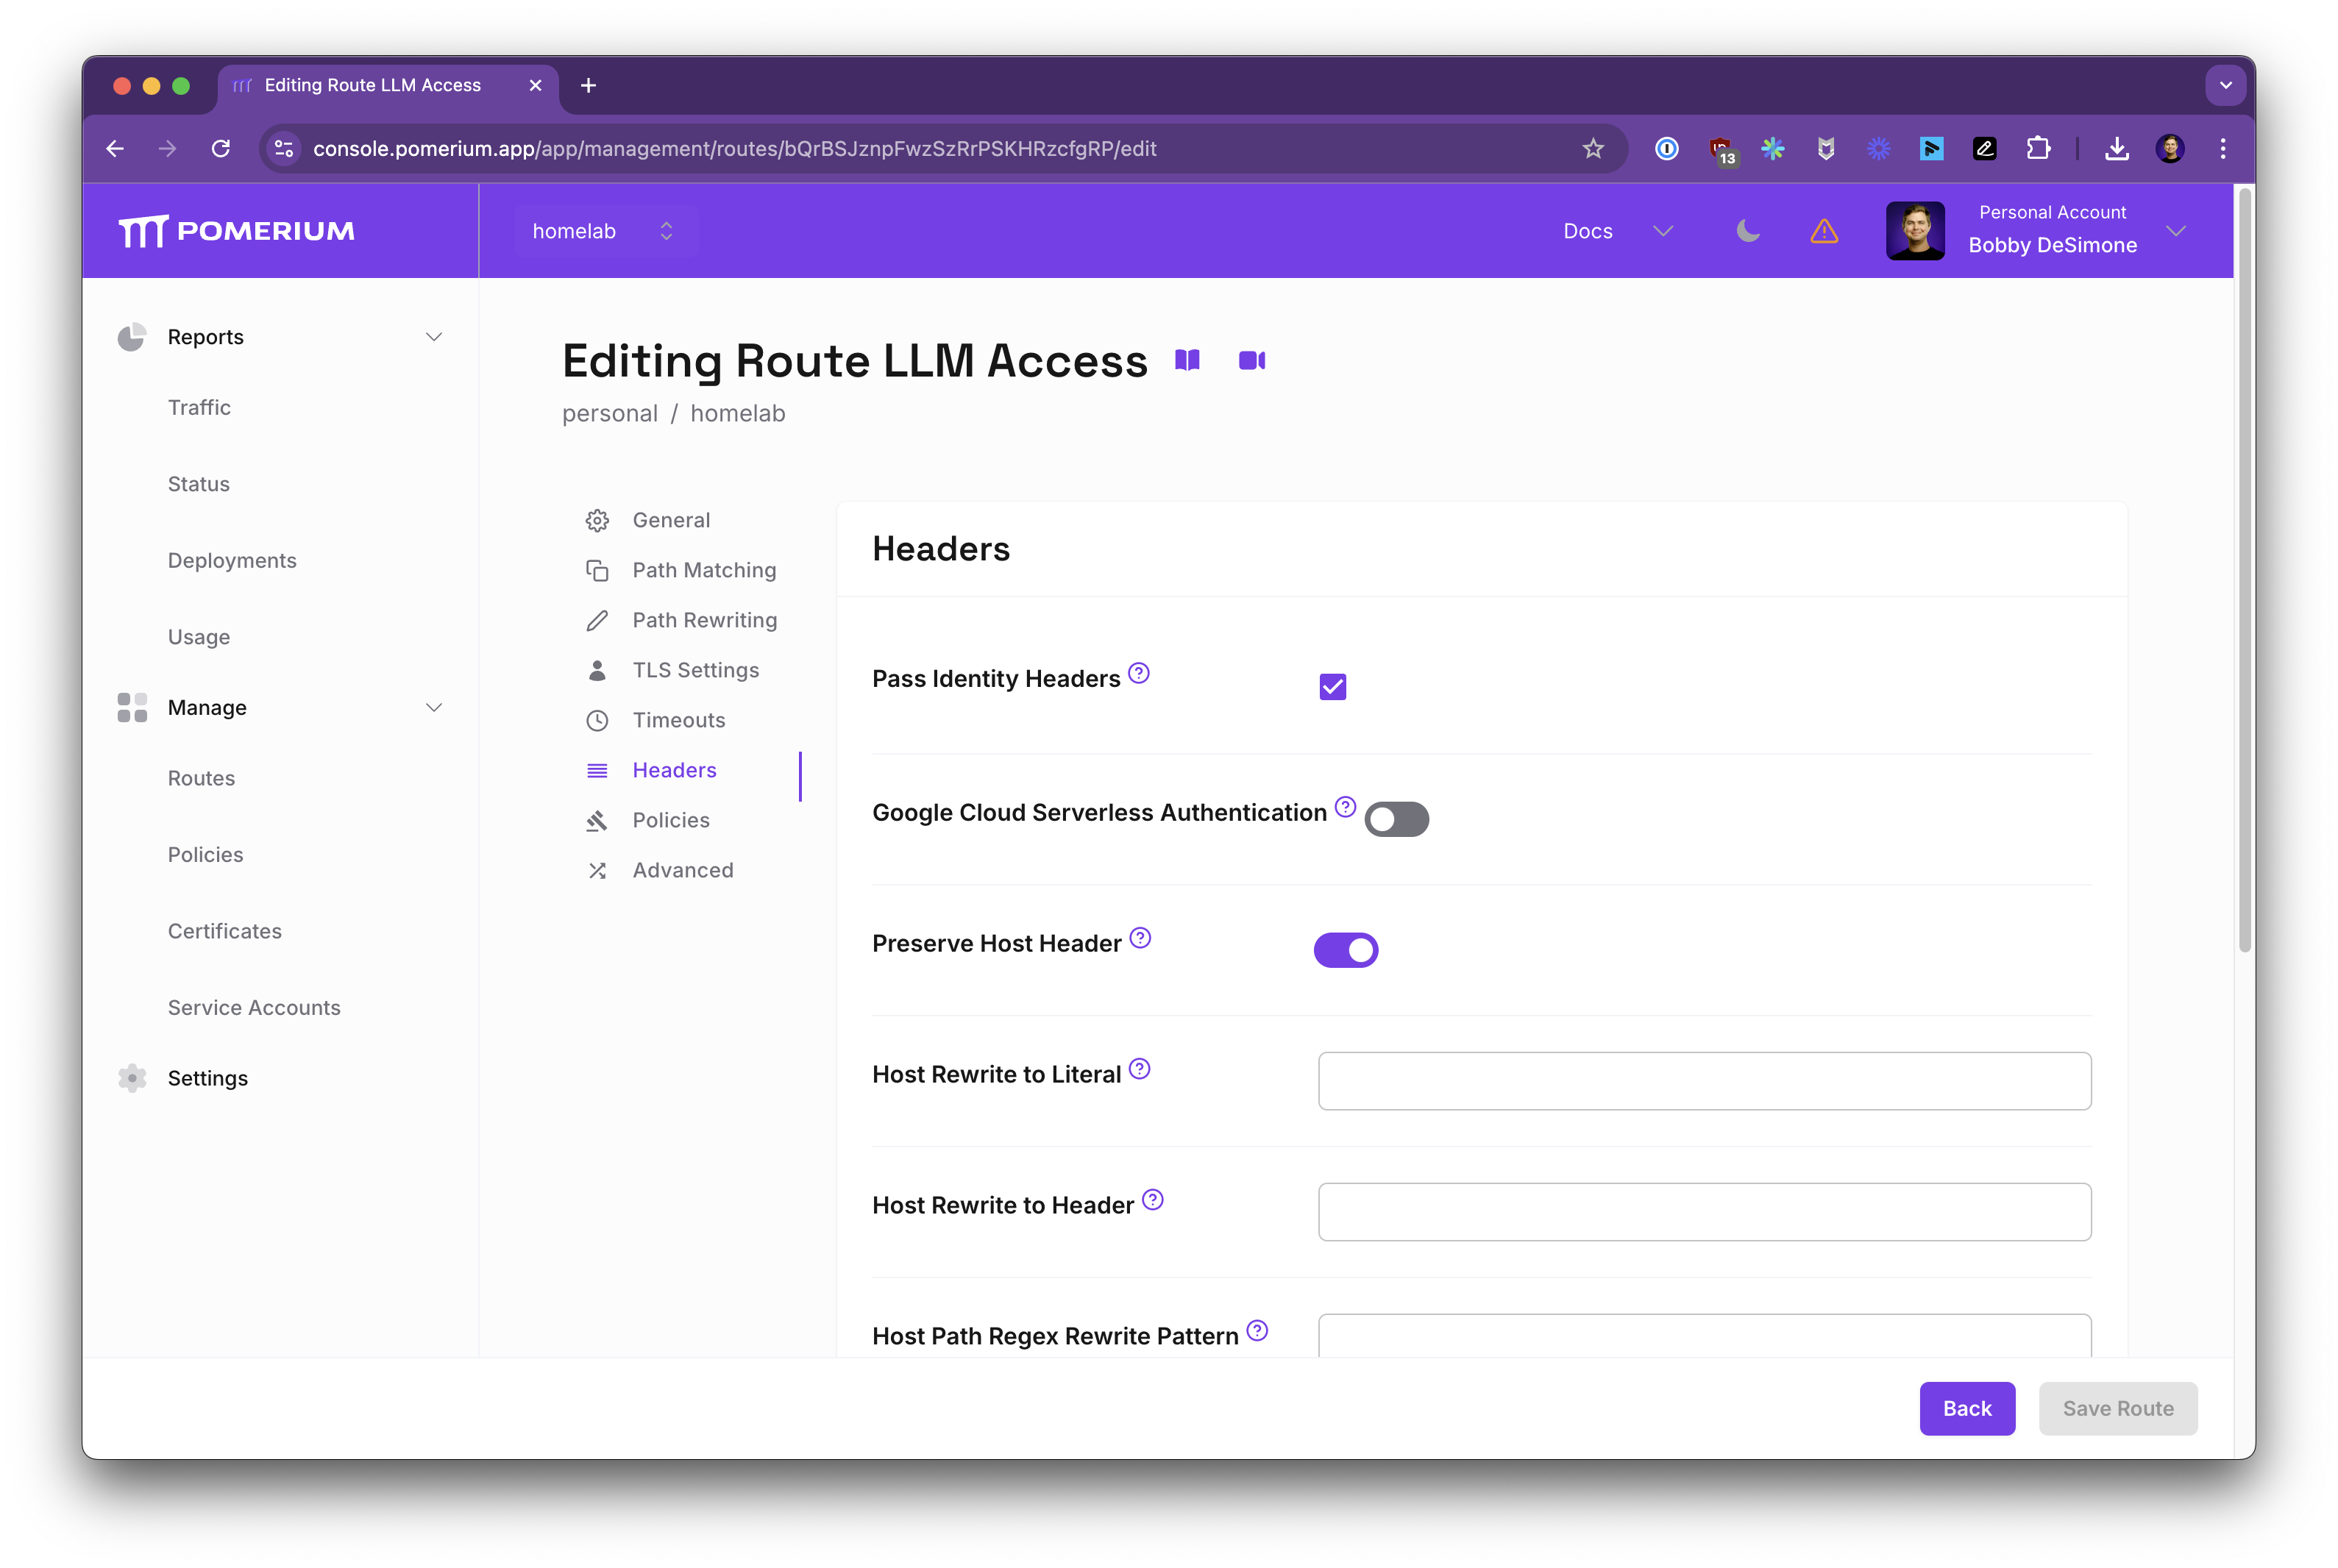 Editing Route LLM Access
console.pomerium.app/app/management/routes/bQrBSJznpFwzSzRrPSKHRzcfgRP/edit
13
POMERIUM
homelab
Docs
Personal Account
Bobby DeSimone
Reports
Traffic
Status
Deployments
Usage
Manage
Routes
Policies
Certificates
Service Accounts
Settings
Editing Route LLM Access
personal / homelab
General
Path Matching
Path Rewriting
TLS Settings
Timeouts
Headers
Policies
Advanced
Headers
Pass Identity Headers ?
Google Cloud Serverless Authentication ?
Preserve Host Header ?
Host Rewrite to Literal ?
Host Rewrite to Header ?
Host Path Regex Rewrite Pattern ?
Back
Save Route